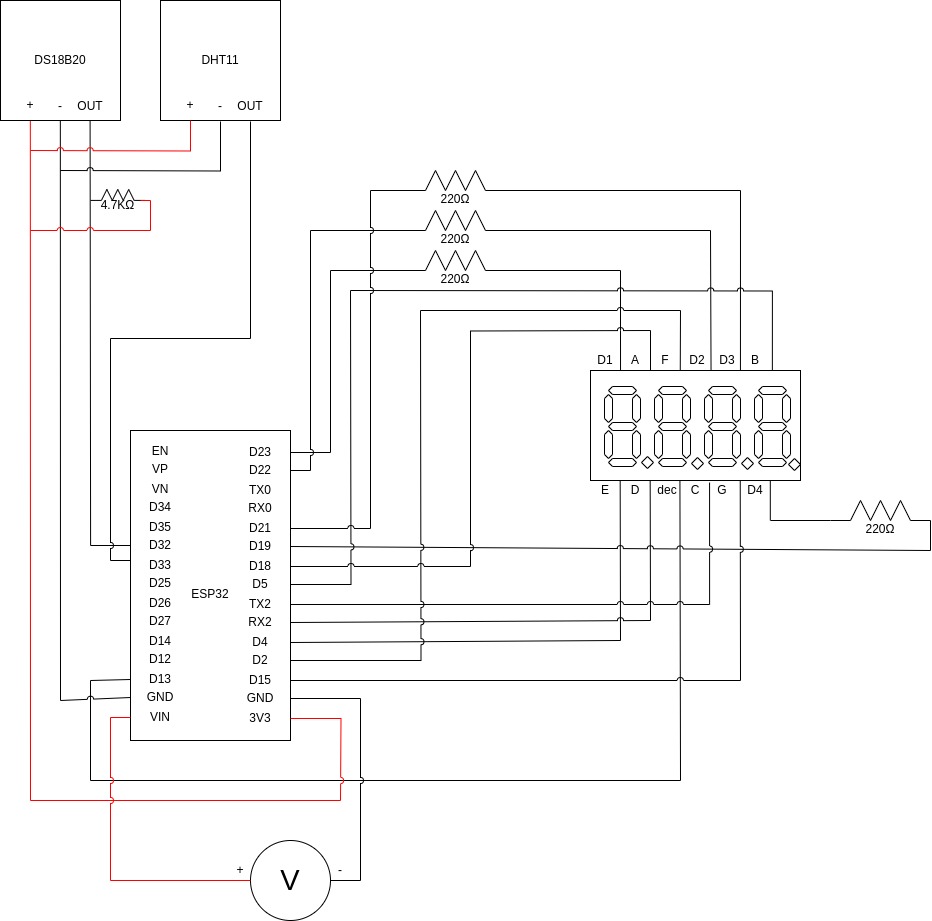 DS18B20
DHT11
+ - OUT
+ - OUT
4.7KΩ
220Ω
220Ω
220Ω
D1 A F D2 D3 B
E D dec C G D4
220Ω
EN D23
VP D22
VN TX0
D34 RX0
D35 D21
D32 D19
D33 D18
D25 D5
ESP32
D26 TX2
D27 RX2
D14 D4
D12 D2
D13 D15
GND GND
VIN 3V3
+ V -